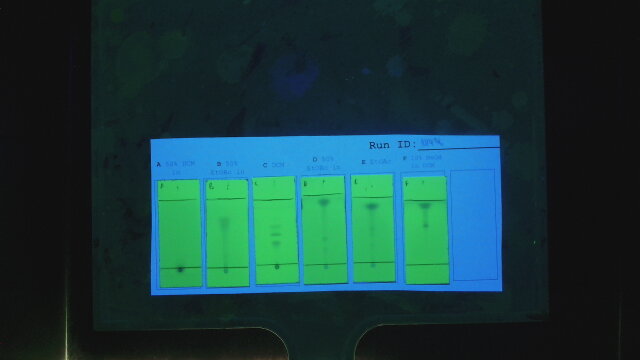 Run ID:
A 50% DCM in
B 50% EtOAc in
C DCM
D 50% EtOAc in
E EtOAc
F 10% MeOH in DCM